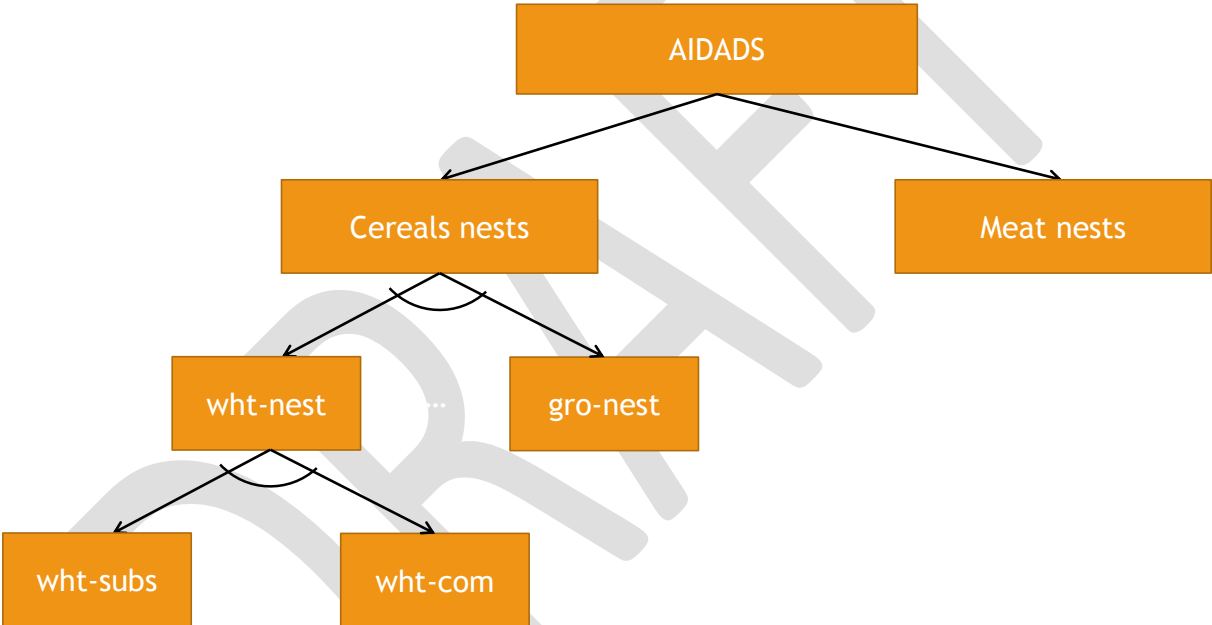 AIDADS
Cereals nests
Meat nests
wht-nest
...
gro-nest
wht-subs
wht-com
DRAFT